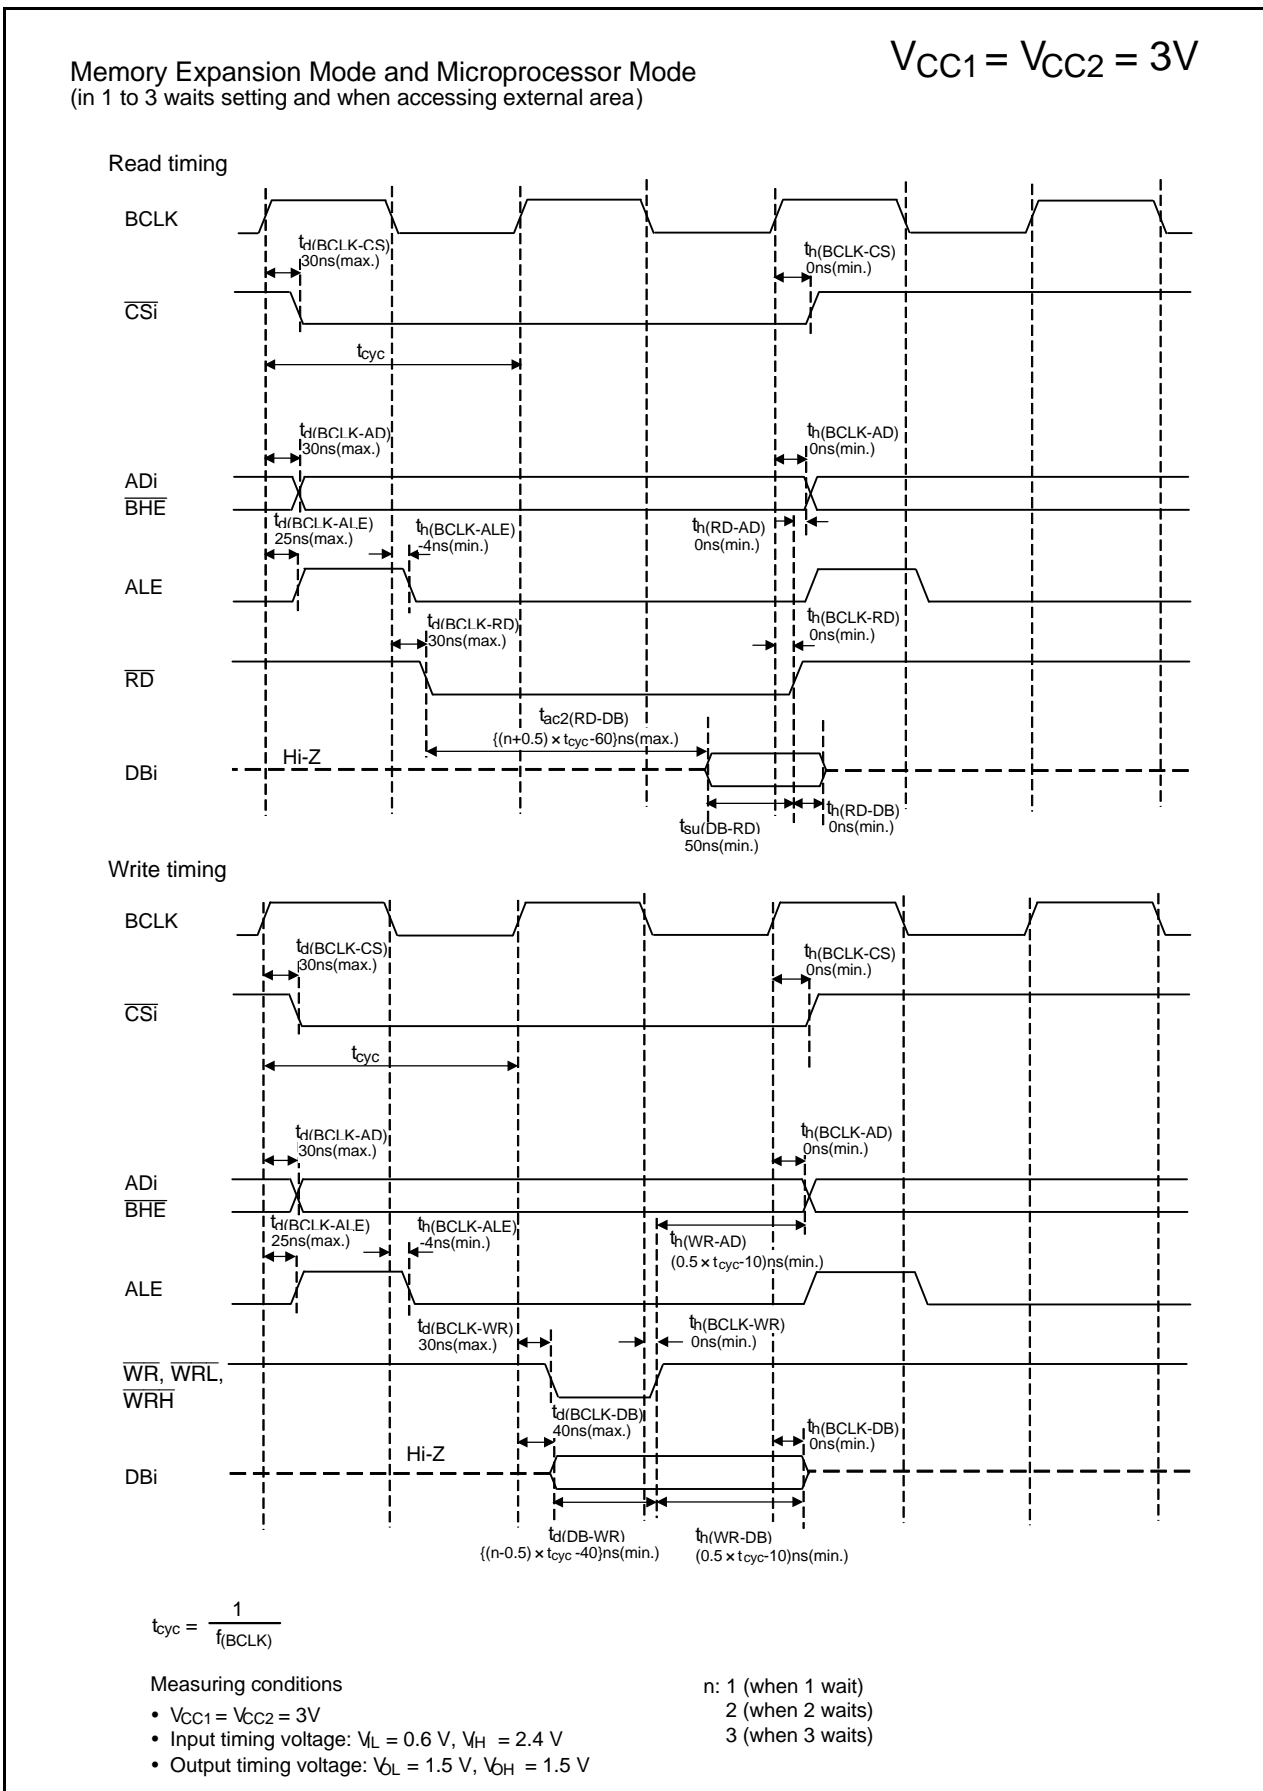 Memory Expansion Mode and Microprocessor Mode
(in 1 to 3 waits setting and when accessing external area)
VCC1 = VCC2 = 3V
Read timing
BCLK
td(BCLK-CS)
30ns(max.)
th(BCLK-CS)
0ns(min.)
CSi
tcyc
td(BCLK-AD)
30ns(max.)
th(BCLK-AD)
0ns(min.)
ADi
BHE
td(BCLK-ALE)
25ns(max.)
th(BCLK-ALE)
-4ns(min.)
th(RD-AD)
0ns(min.)
ALE
td(BCLK-RD)
30ns(max.)
th(BCLK-RD)
0ns(min.)
RD
tac2(RD-DB)
{(n+0.5) × tcyc-60}ns(max.)
Hi-Z
DBi
tsu(DB-RD)
50ns(min.)
th(RD-DB)
0ns(min.)
Write timing
BCLK
td(BCLK-CS)
30ns(max.)
th(BCLK-CS)
0ns(min.)
CSi
tcyc
td(BCLK-AD)
30ns(max.)
th(BCLK-AD)
0ns(min.)
ADi
BHE
td(BCLK-ALE)
25ns(max.)
th(BCLK-ALE)
-4ns(min.)
th(WR-AD)
(0.5 × tcyc-10)ns(min.)
ALE
td(BCLK-WR)
30ns(max.)
th(BCLK-WR)
0ns(min.)
WR, WRL,
WRH
td(BCLK-DB)
40ns(max.)
th(BCLK-DB)
0ns(min.)
Hi-Z
DBi
td(DB-WR)
{(n-0.5) × tcyc -40}ns(min.)
th(WR-DB)
(0.5 × tcyc-10)ns(min.)
tcyc = 1
f(BCLK)
Measuring conditions
• VCC1 = VCC2 = 3V
• Input timing voltage: VIL = 0.6 V, VIH = 2.4 V
• Output timing voltage: VOL = 1.5 V, VOH = 1.5 V
n: 1 (when 1 wait)
2 (when 2 waits)
3 (when 3 waits)